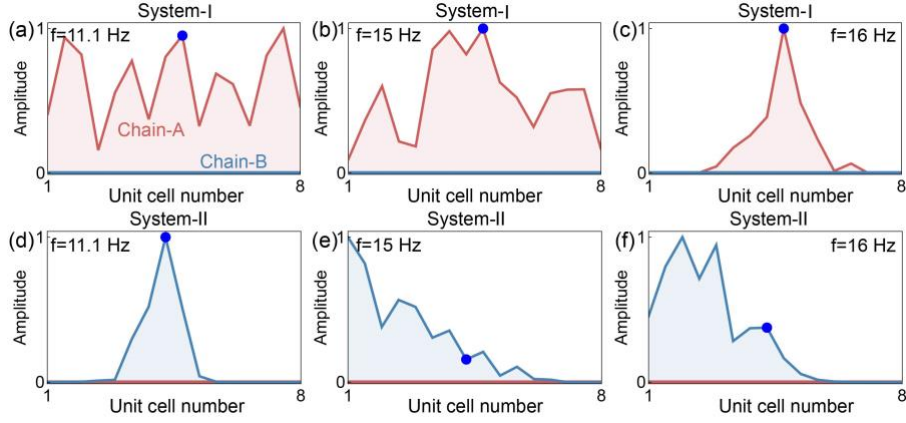 System-I
(a)
1
f=11.1 Hz
Amplitude
Chain-A
Chain-B
0
1
8
Unit cell number
System-I
(b)
1
f=15 Hz
Amplitude
0
1
8
Unit cell number
System-I
(c)
1
f=16 Hz
Amplitude
0
1
8
Unit cell number
System-II
(d)
1
f=11.1 Hz
Amplitude
0
1
8
Unit cell number
System-II
(e)
1
f=15 Hz
Amplitude
0
1
8
Unit cell number
System-II
(f)
1
f=16 Hz
Amplitude
0
1
8
Unit cell number